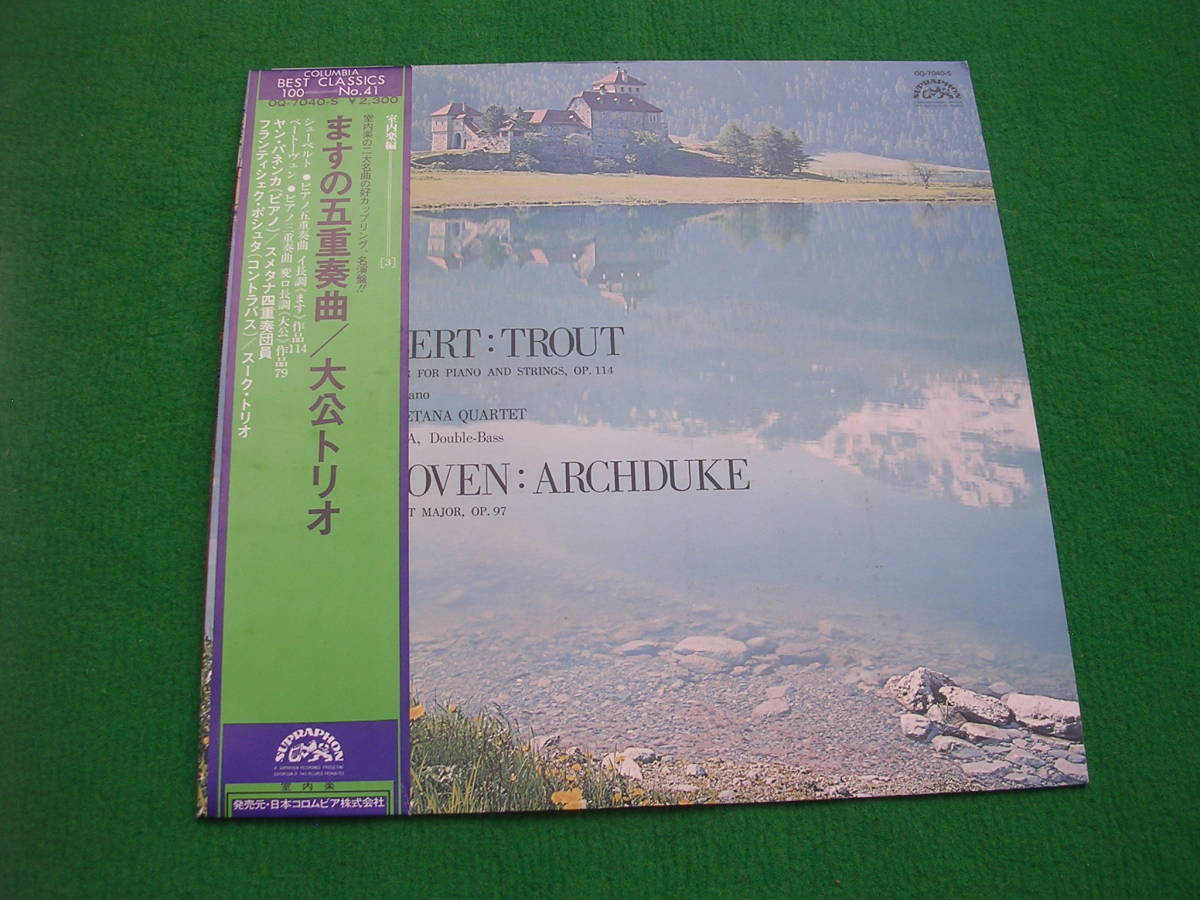 COLUMBIA
BEST CLASSICS
100 No.41
OQ-7040-S ¥2,300
室内楽編 [3]
室内楽の二大名曲の好カップリング、名演盤!!
ますの五重奏曲/大公トリオ
シューベルト●ピアノ五重奏曲 イ長調《ます》作品114
ベートーヴェン●ピアノ三重奏曲 変ロ長調《大公》作品79
ヤン・パネンカ(ピアノ)/スメタナ四重奏団員
フランティシェク・ポシュタ(コントラバス)/スーク・トリオ
SUPRAPHON
室内楽
発売元・日本コロムビア株式会社
OQ-7040-S
SUPRAPHON
ERT:TROUT
FOR PIANO AND STRINGS, OP.114
ano
ETANA QUARTET
A, Double-Bass
OVEN:ARCHDUKE
T MAJOR, OP.97